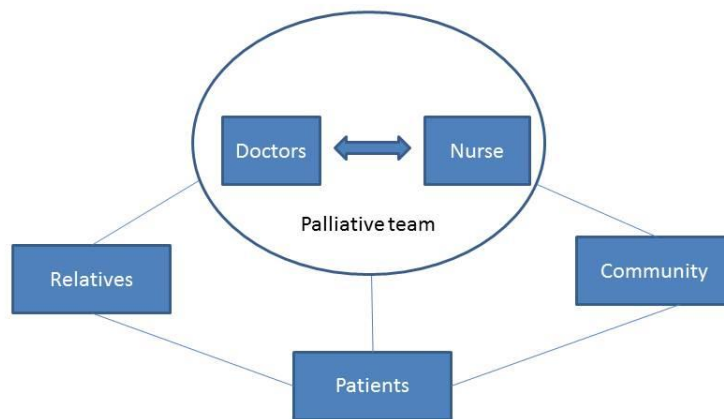 Doctors
Nurse
Palliative team
Relatives
Community
Patients